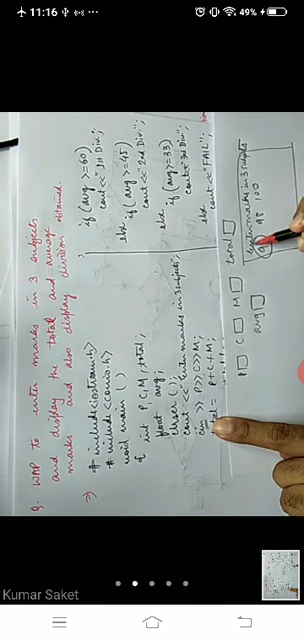 11:16
49%
Q. WAP to enter marks in 3 subjects
and display the total and average
marks and also display division obtained.
⇒ # include<iostream.h>
# include<conio.h>
void main ()
{ int P,C,M,total;
float avg;
clrscr();
cout<<"Enter marks in 3 subjects";
cin>>P>>C>>M;
total= P+C+M;
if(avg>=60)
cout<<"1st Div.";
else if(avg>=45)
cout<<"2nd Div";
else if(avg>=33)
cout<<"3rd Div";
else
cout<<"FAIL";
P C M total
avg
Enter marks in 3 subjects
98 100
Kumar Saket